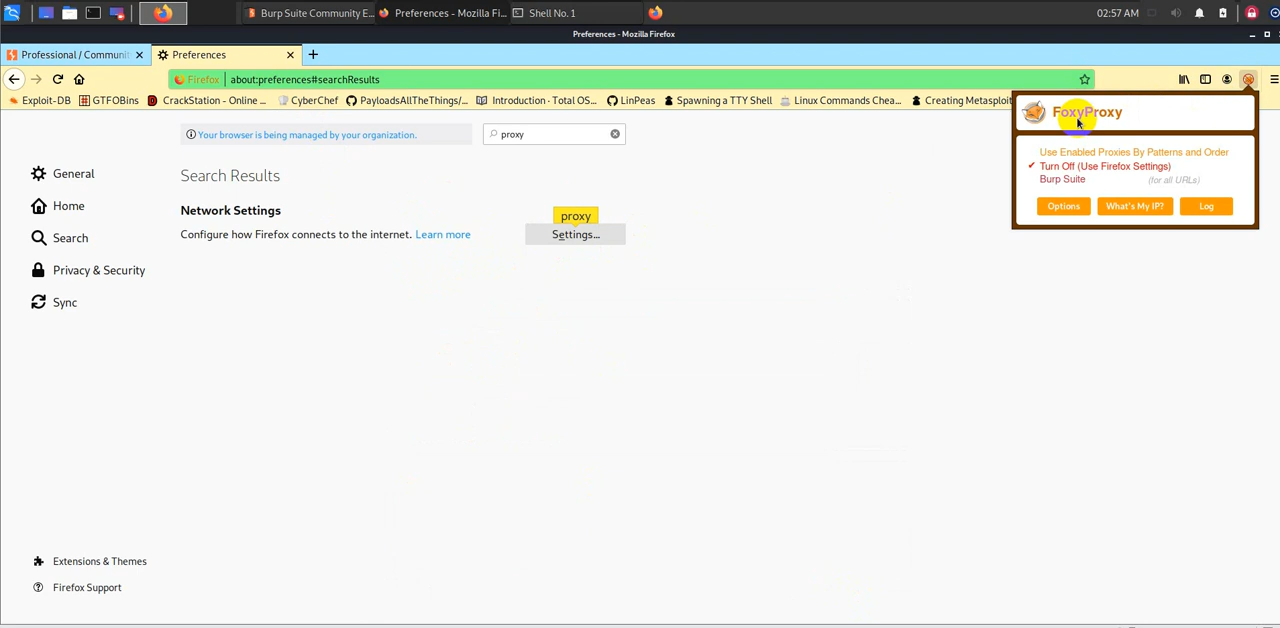 Burp Suite Community E...
Preferences - Mozilla Fi...
Shell No. 1
02:57 AM
Preferences - Mozilla Firefox
Professional / Communit
Preferences
Firefox
about:preferences#searchResults
Exploit-DB
GTFOBins
CrackStation - Online ...
CyberChef
PayloadsAllTheThings/...
Introduction · Total OS...
LinPeas
Spawning a TTY Shell
Linux Commands Chea...
Creating Metasploit
FoxyProxy
Use Enabled Proxies By Patterns and Order
✔ Turn Off (Use Firefox Settings)
Burp Suite (for all URLs)
Options
What's My IP?
Log
Your browser is being managed by your organization.
proxy
General
Home
Search
Privacy & Security
Sync
Search Results
Network Settings
proxy
Configure how Firefox connects to the internet. Learn more
Settings...
Extensions & Themes
Firefox Support